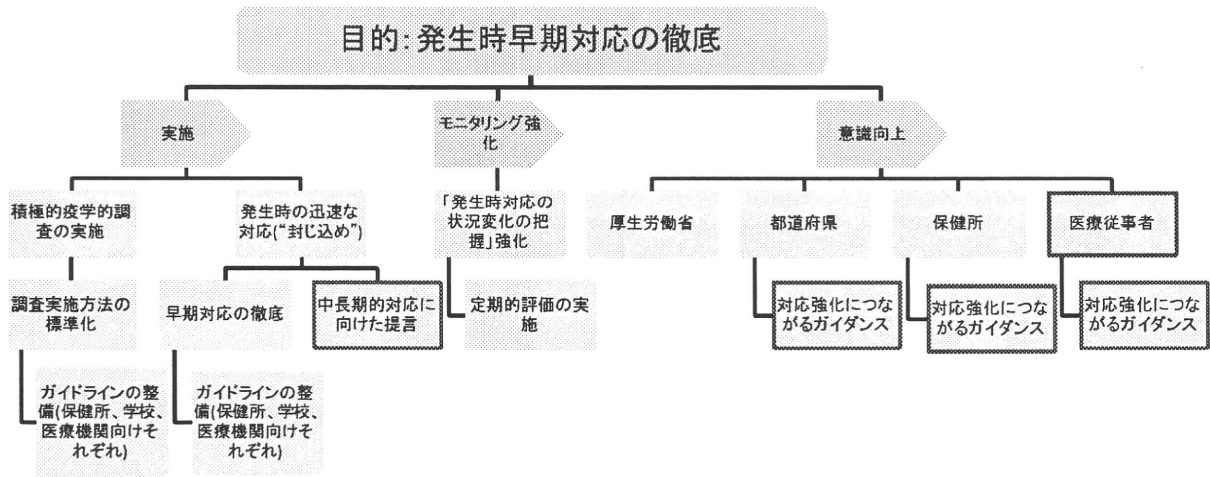 目的：発生時早期対応の徹底
実施
モニタリング強
化
意識向上
積極的疫学的調
査の実施
発生時の迅速な
対応(“封じ込め”)
「発生時対応の
状況変化の把
握」強化
厚生労働省
都道府県
保健所
医療従事者
調査実施方法の
標準化
早期対応の徹底
中長期的対応に
向けた提言
定期的評価の実
施
対応強化につな
がるガイダンス
対応強化につな
がるガイダンス
対応強化につな
がるガイダンス
ガイドラインの整
備(保健所、学校、
医療機関向けそ
れぞれ)
ガイドラインの整
備(保健所、学校、
医療機関向けそ
れぞれ)